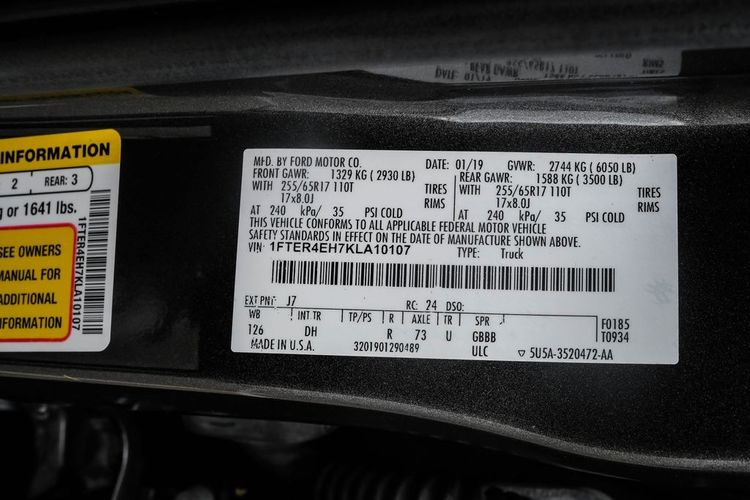 INFORMATION
2 REAR: 3
g or 1641 lbs.
SEE OWNERS
MANUAL FOR
ADDITIONAL
INFORMATION
1FTER4EH7KLA10107
MFD. BY FORD MOTOR CO. DATE: 01/19 GVWR: 2744 KG ( 6050 LB)
FRONT GAWR: 1329 KG ( 2930 LB) REAR GAWR: 1588 KG ( 3500 LB)
WITH 255/65R17 110T TIRES WITH 255/65R17 110T TIRES
17x8.0J RIMS 17x8.0J RIMS
AT 240 kPa/ 35 PSI COLD AT 240 kPa/ 35 PSI COLD
THIS VEHICLE CONFORMS TO ALL APPLICABLE FEDERAL MOTOR VEHICLE
SAFETY STANDARDS IN EFFECT ON THE DATE OF MANUFACTURE SHOWN ABOVE.
VIN: 1FTER4EH7KLA10107 TYPE: Truck
EXT PNT: J7 RC: 24 DSO:
WB INT TR TP/PS R AXLE TR SPR F0185
126 DH R 73 U GBBB T0934
MADE IN U.S.A. 3201901290489 ULC 5U5A-3520472-AA